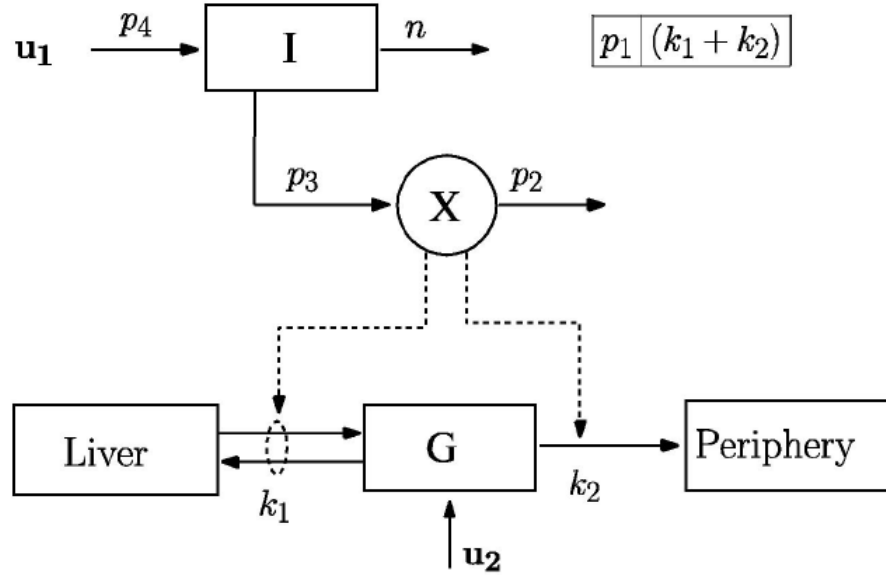 u₁ p₄ I n p₁ (k₁ + k₂)
p₃ X p₂
Liver G Periphery
k₁ k₂
u₂